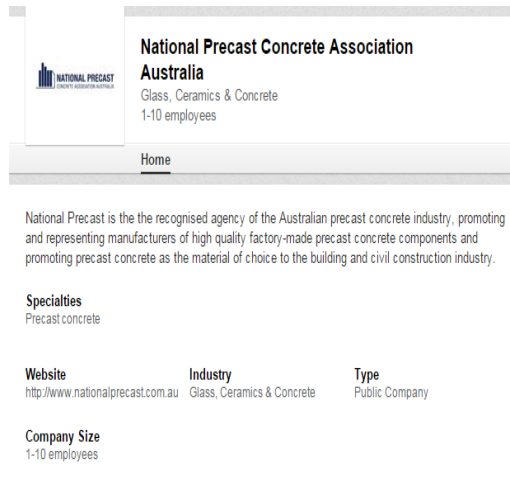 National Precast Concrete Association
Australia
Glass, Ceramics & Concrete
1-10 employees
NATIONAL PRECAST
CONCRETE ASSOCIATION AUSTRALIA
Home
National Precast is the the recognised agency of the Australian precast concrete industry, promoting
and representing manufacturers of high quality factory-made precast concrete components and
promoting precast concrete as the material of choice to the building and civil construction industry.
Specialties
Precast concrete
Website
http://www.nationalprecast.com.au
Industry
Glass, Ceramics & Concrete
Type
Public Company
Company Size
1-10 employees